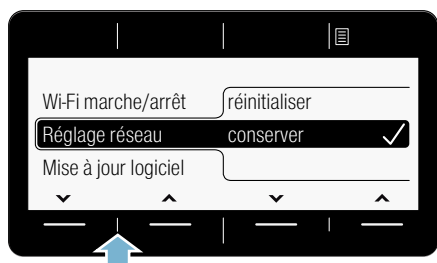 Wi-Fi marche/arrêt réinitialiser
Réglage réseau conserver
Mise à jour logiciel